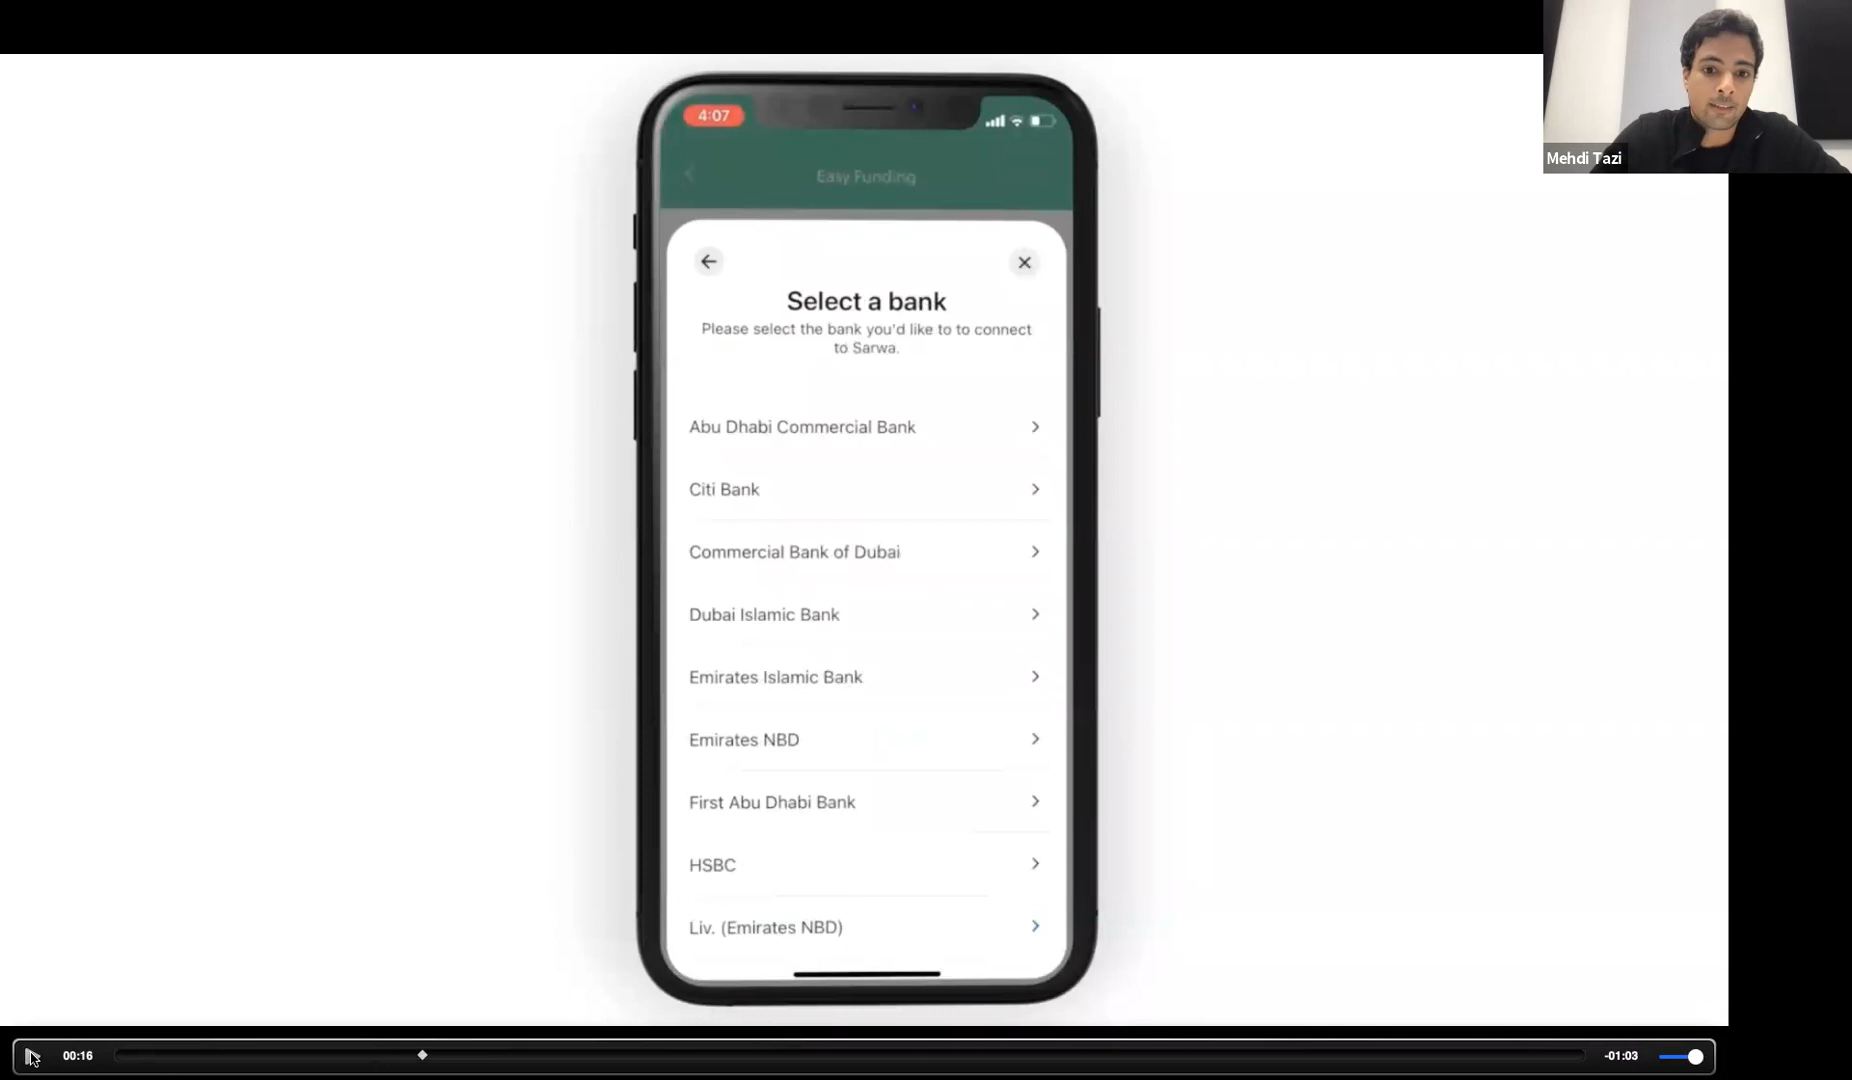 Mehdi Tazi
4:07
Easy Funding
Select a bank
Please select the bank you'd like to to connect
to Sarwa.
Abu Dhabi Commercial Bank
Citi Bank
Commercial Bank of Dubai
Dubai Islamic Bank
Emirates Islamic Bank
Emirates NBD
First Abu Dhabi Bank
HSBC
Liv. (Emirates NBD)
00:16
-01:03